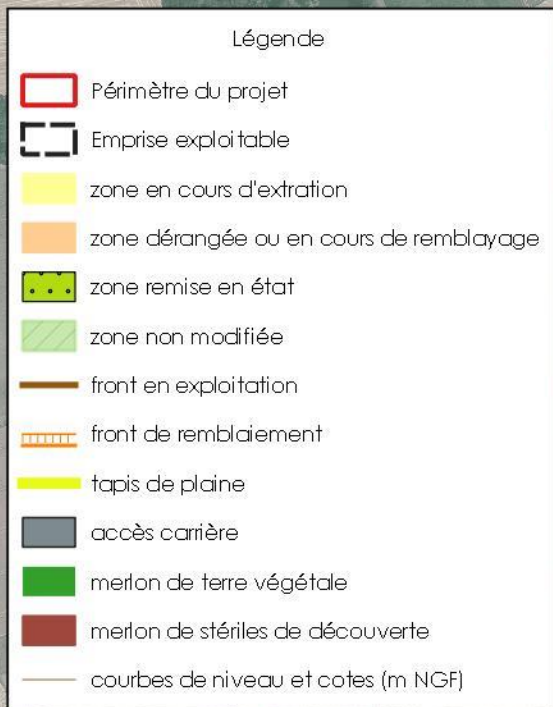 Légende
Périmètre du projet
Emprise exploitable
zone en cours d'extration
zone dérangée ou en cours de remblayage
zone remise en état
zone non modifiée
front en exploitation
front de remblaiement
tapis de plaine
accès carrière
merlon de terre végétale
merlon de stériles de découverte
courbes de niveau et cotes (m NGF)